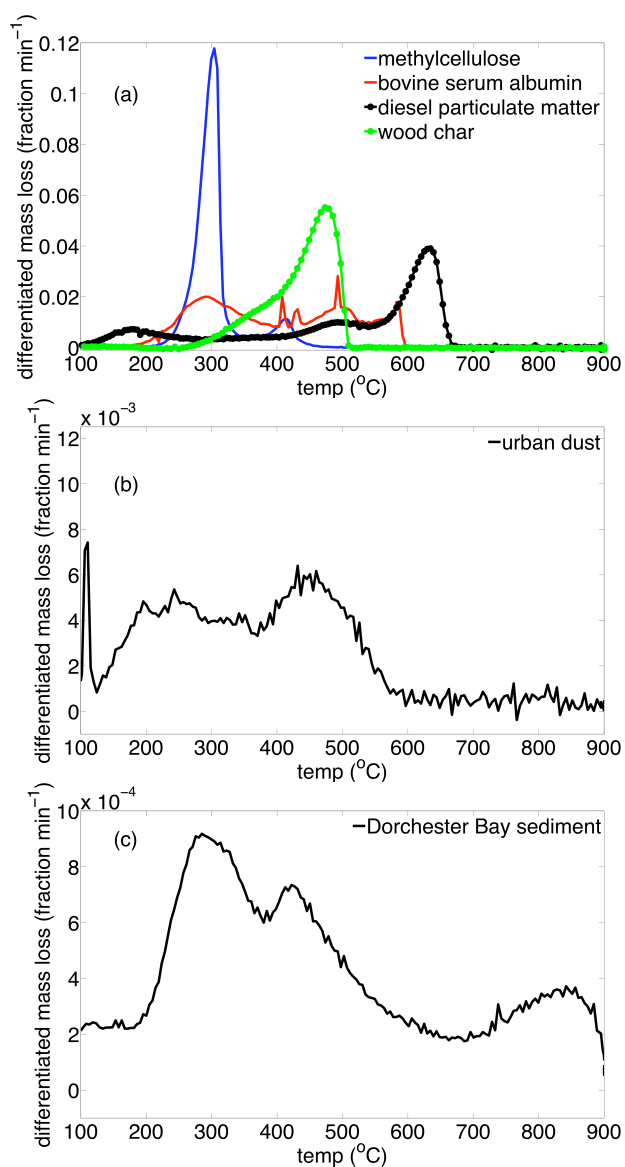 differentiated mass loss (fraction min⁻¹)
0.12
0.1
0.08
0.06
0.04
0.02
0
(a)
methylcellulose
bovine serum albumin
diesel particulate matter
wood char
100 200 300 400 500 600 700 800 900
temp (°C)
differentiated mass loss (fraction min⁻¹)
x 10⁻³
12
10
8
6
4
2
0
(b)
urban dust
100 200 300 400 500 600 700 800 900
temp (°C)
differentiated mass loss (fraction min⁻¹)
x 10⁻⁴
10
8
6
4
2
0
(c)
Dorchester Bay sediment
100 200 300 400 500 600 700 800 900
temp (°C)